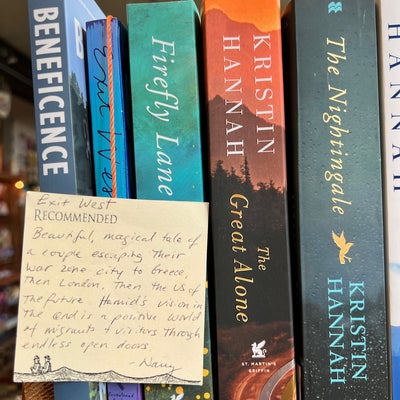 BENEFICENCE
Exit West
Firefly Lane
KRISTIN
HANNAH
The
Great Alone
ST. MARTIN'S
GRIFFIN
The Nightingale
KRISTIN
HANNAH
Exit West
RECOMMENDED
Beautiful, magical tale of
a couple escaping their
war zone city to Greece,
Then London, Then the US of
The future. Hamid's vision in
The end is a positive world
of migrants + visitors Through
endless open doors.
- Nancy